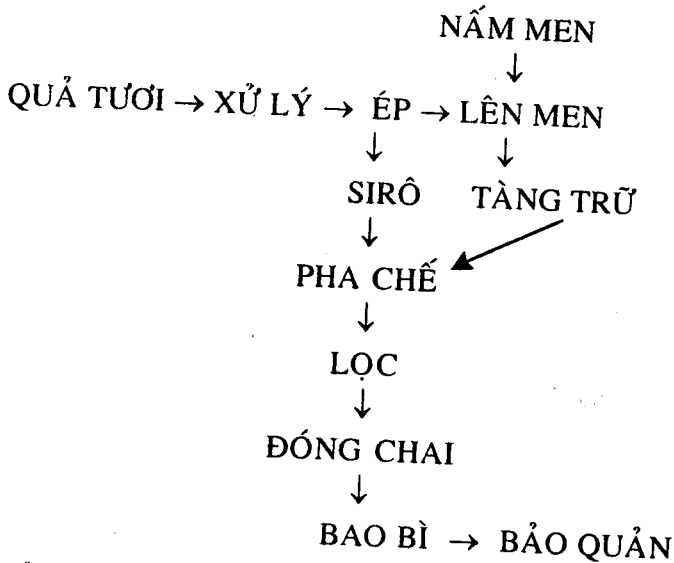 NẤM MEN
↓
QUẢ TƯƠI → XỬ LÝ → ÉP → LÊN MEN
↓ ↓
SIRÔ TÀNG TRỮ
↓
PHA CHẾ
↓
LỌC
↓
ĐÓNG CHAI
↓
BAO BÌ → BẢO QUẢN